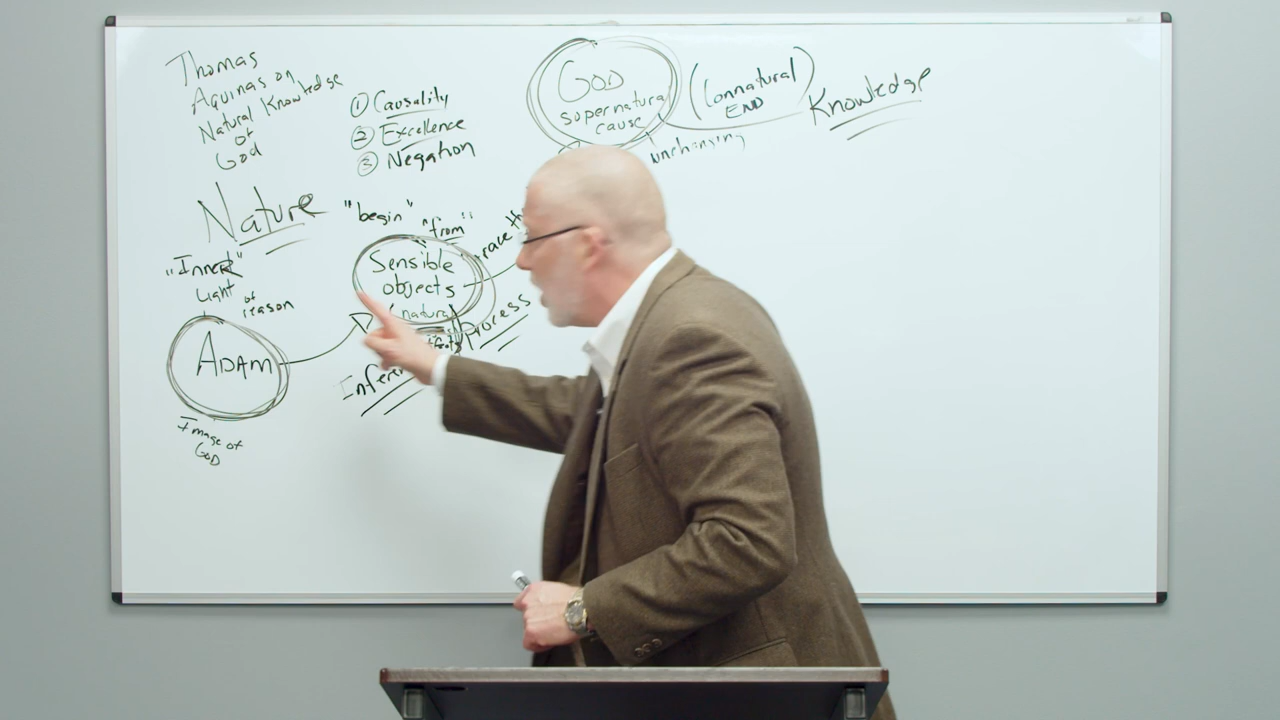 Thomas
Aquinas on
Natural Knowledge
of
God
① Causality
② Excellence
③ Negation
GOD
supernatural
cause
(Connatural)
END
Knowledge
unchanging
Nature
"begin"
"from"
"Inner"
Light
of
reason
Sensible
objects
(natural
Process
ADAM
Image of
GOD